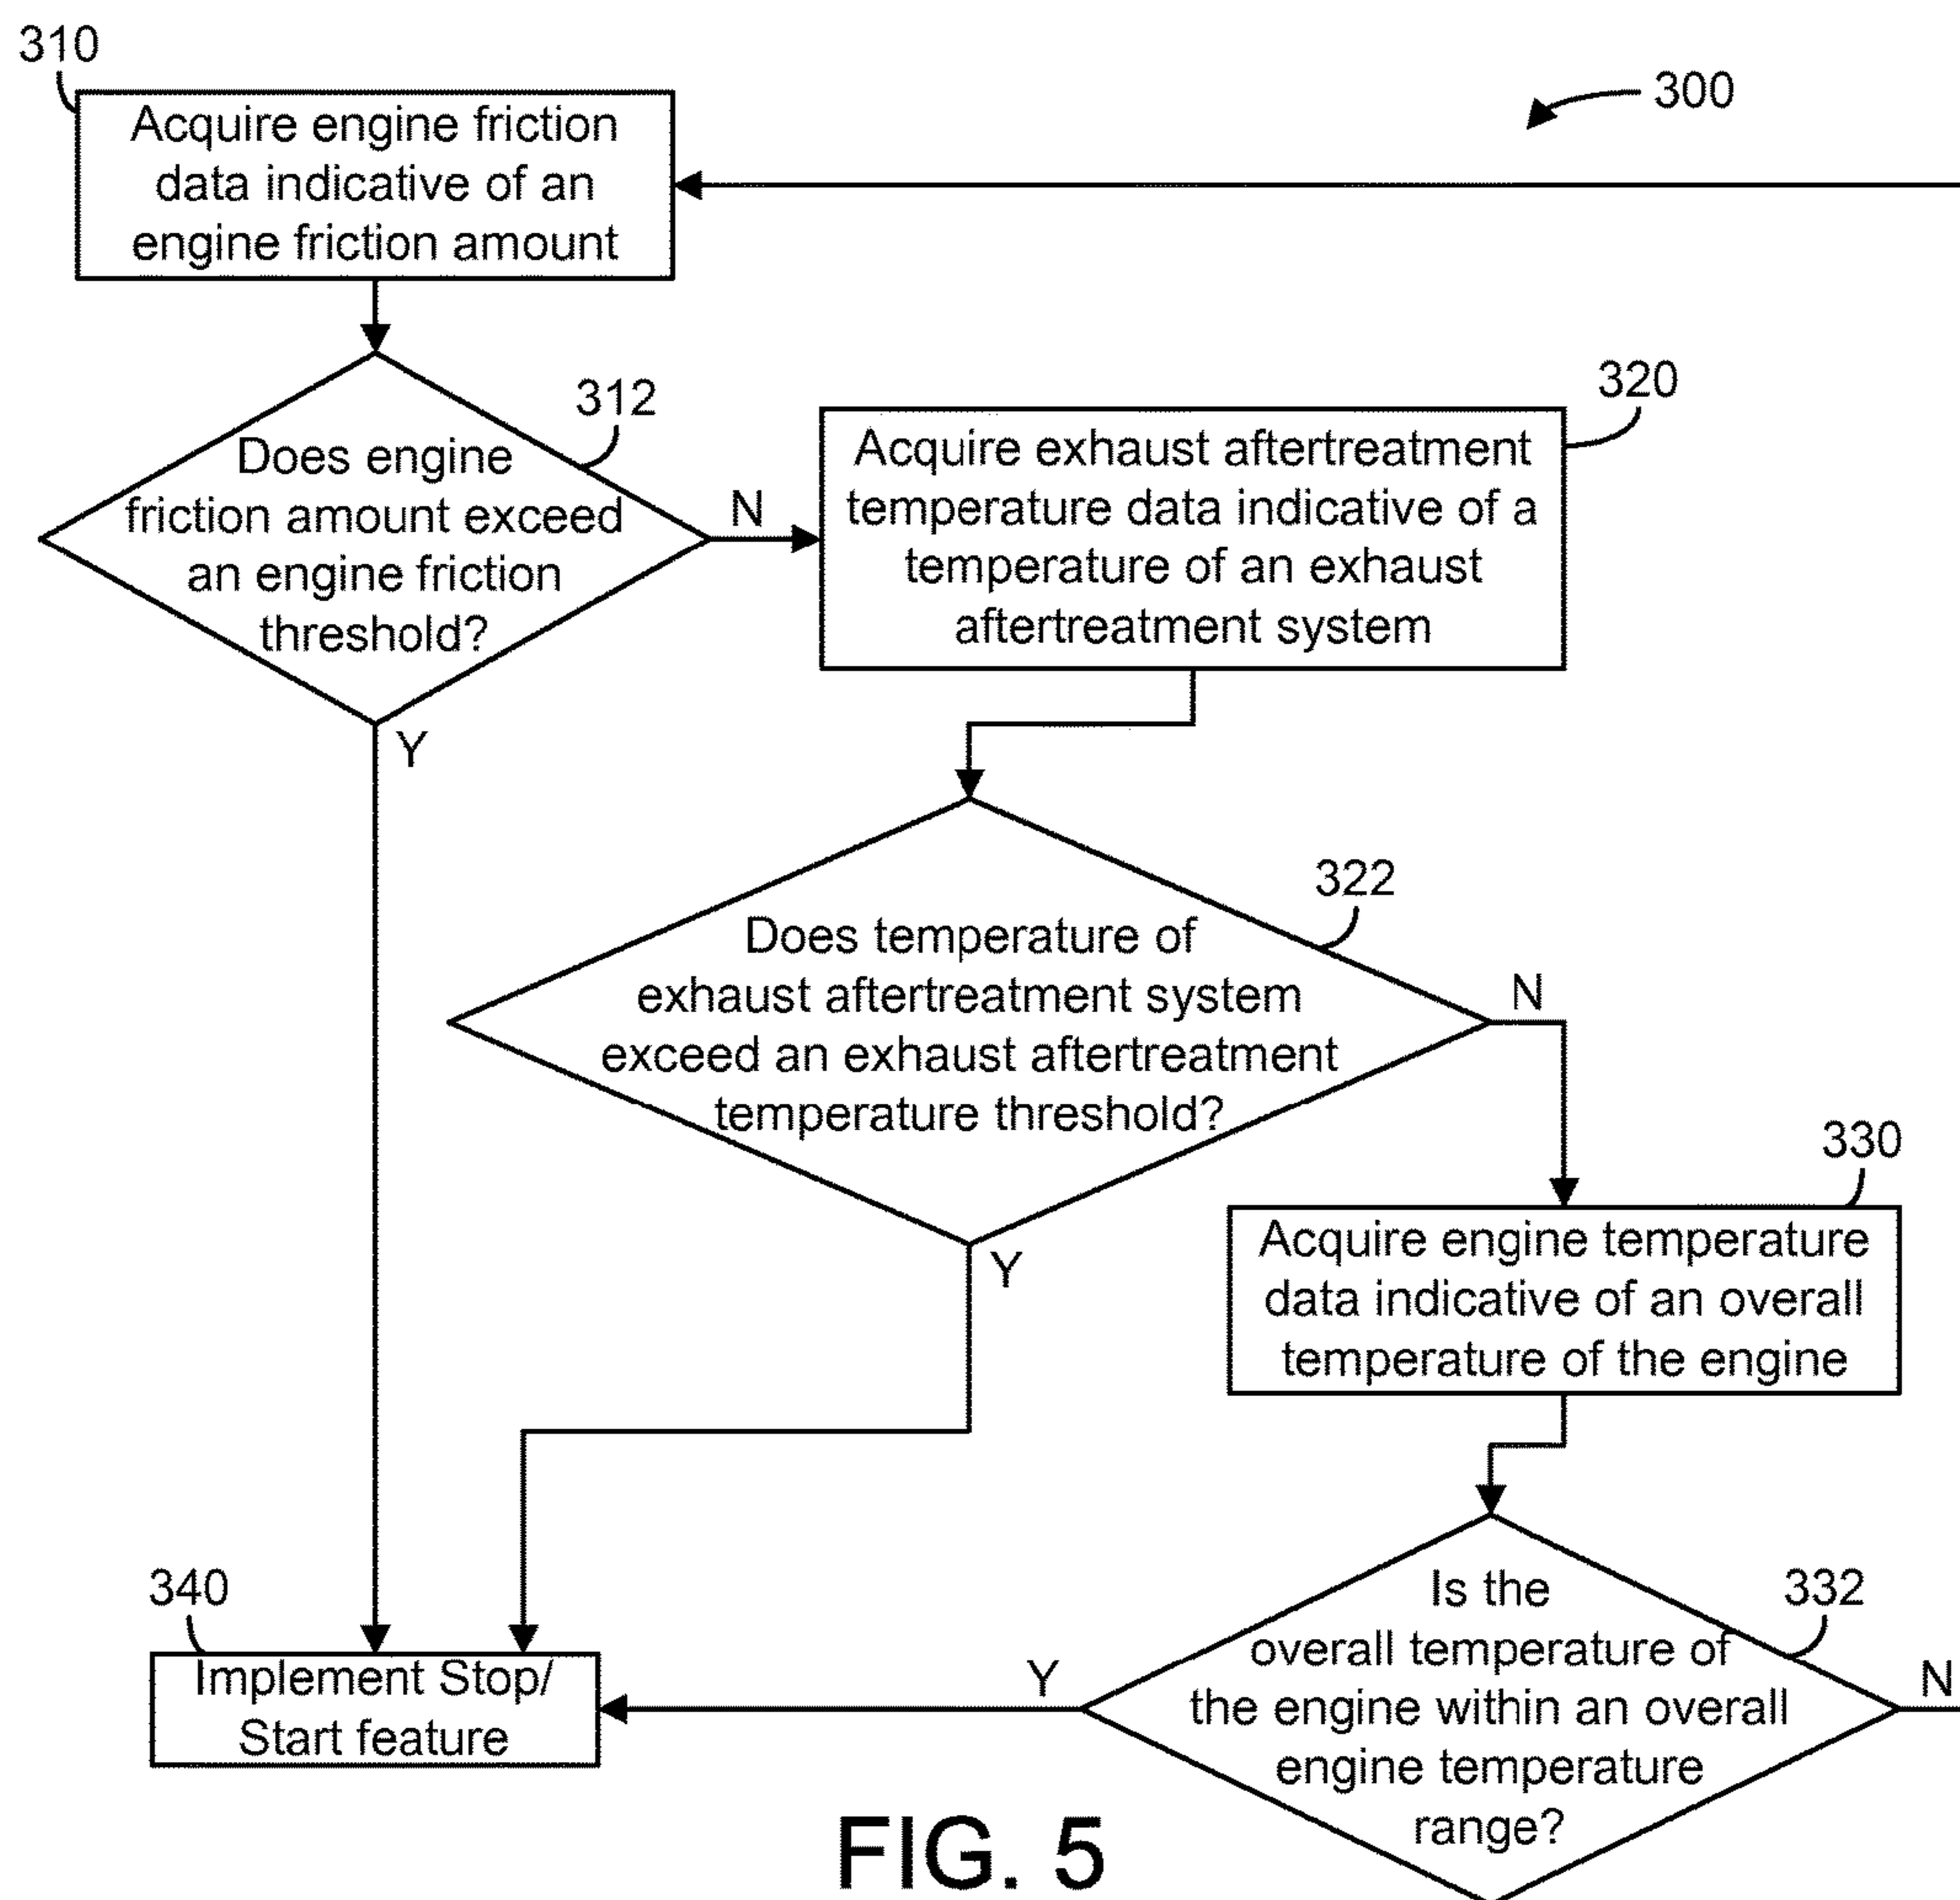 310
300
Acquire engine friction
data indicative of an
engine friction amount
312
320
Does engine
friction amount exceed
an engine friction
threshold?
N
Y
Acquire exhaust aftertreatment
temperature data indicative of a
temperature of an exhaust
aftertreatment system
322
Does temperature of
exhaust aftertreatment system
exceed an exhaust aftertreatment
temperature threshold?
N
Y
330
Acquire engine temperature
data indicative of an overall
temperature of the engine
332
Is the
overall temperature of
the engine within an overall
engine temperature
range?
Y
N
340
Implement Stop/
Start feature
FIG. 5